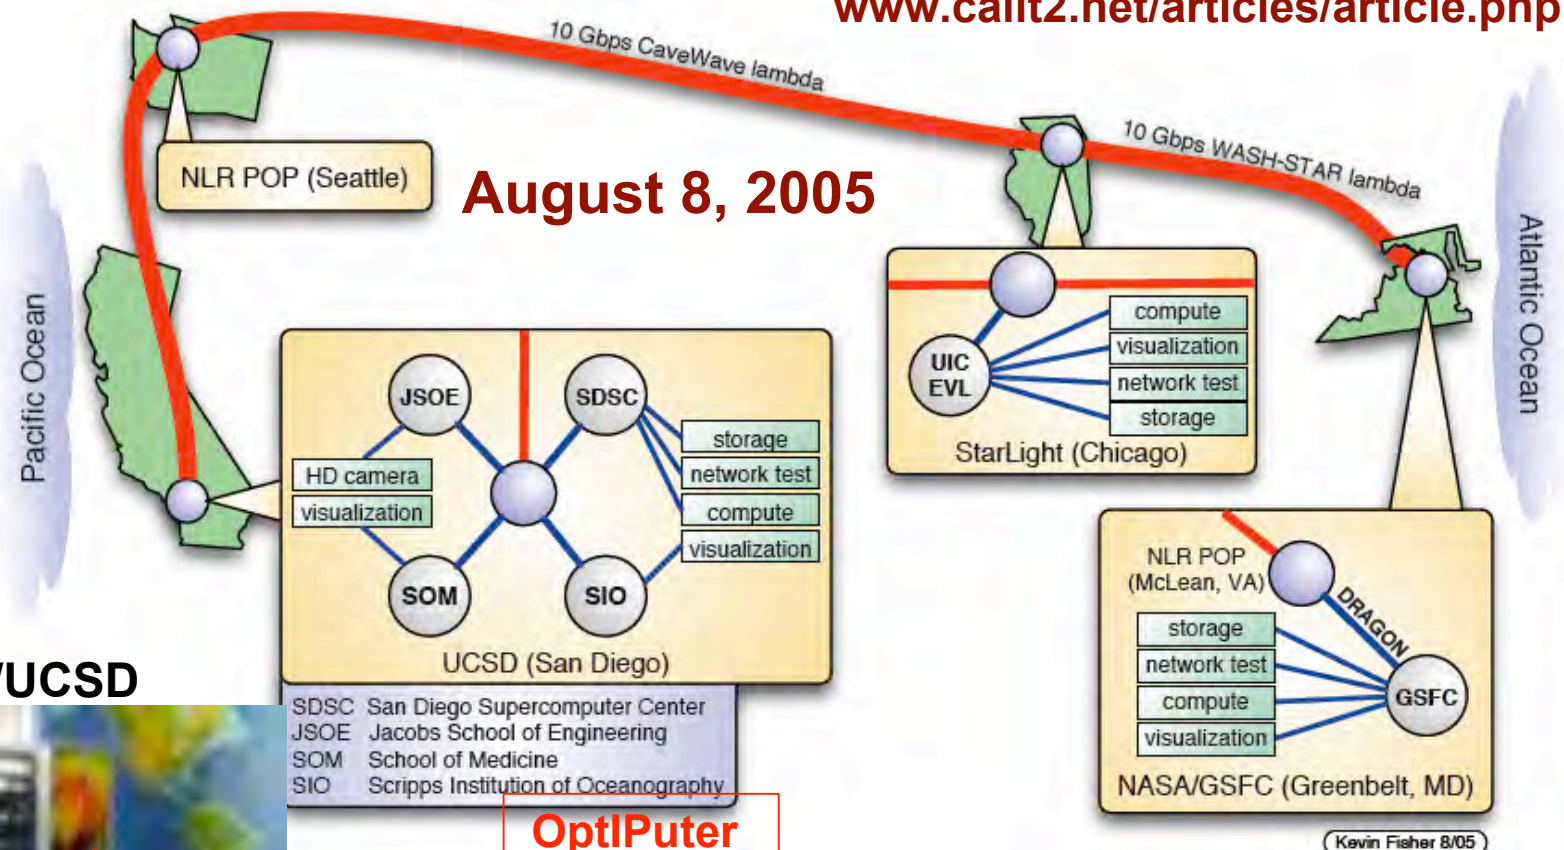 www.calit2.net/articles/article.php
10 Gbps CaveWave lambda
10 Gbps WASH-STAR lambda
NLR POP (Seattle)
August 8, 2005
Pacific Ocean
Atlantic Ocean
JSOE
SDSC
HD camera
visualization
storage
network test
compute
visualization
SOM
SIO
UCSD (San Diego)
UIC
EVL
compute
visualization
network test
storage
StarLight (Chicago)
NLR POP
(McLean, VA)
DRAGON
storage
network test
compute
visualization
GSFC
NASA/GSFC (Greenbelt, MD)
/UCSD
SDSC San Diego Supercomputer Center
JSOE Jacobs School of Engineering
SOM School of Medicine
SIO Scripps Institution of Oceanography
OptIPuter
Kevin Fisher 8/05